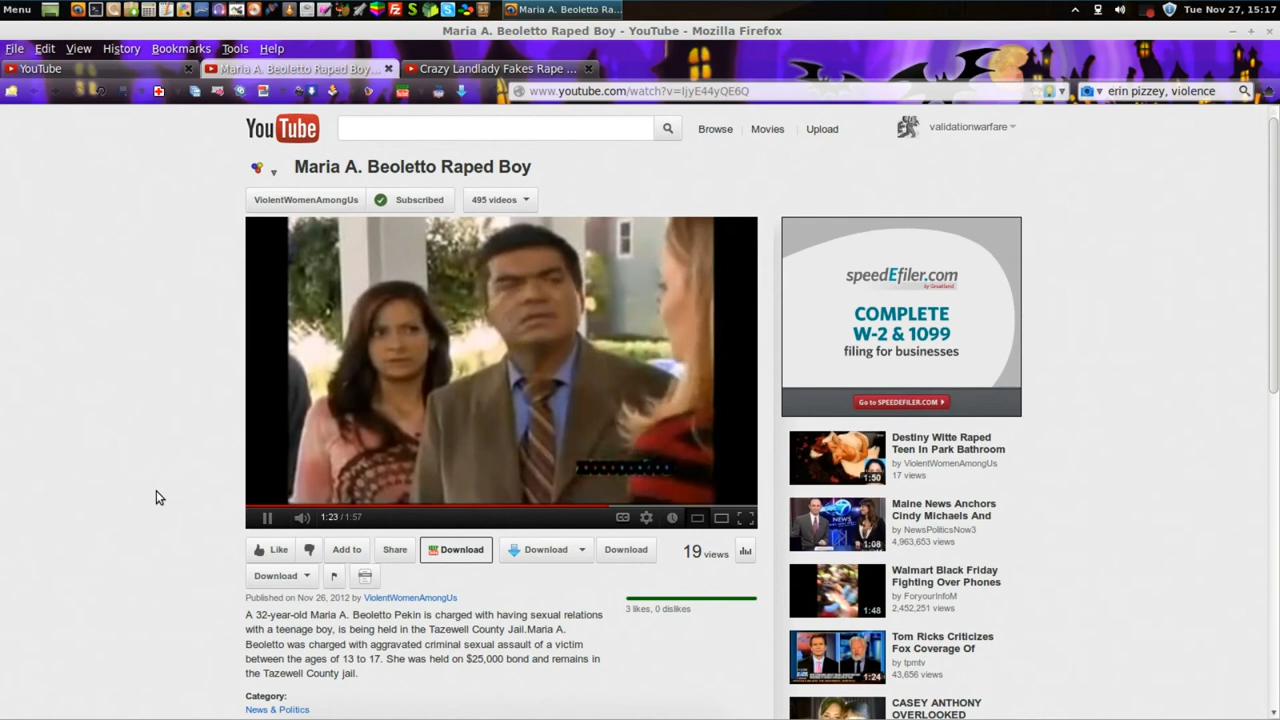 Menu
Maria A. Beoletto Ra...
Tue Nov 27, 15:17
Maria A. Beoletto Raped Boy - YouTube - Mozilla Firefox
File Edit View History Bookmarks Tools Help
YouTube
Maria A. Beoletto Raped Boy...
Crazy Landlady Fakes Rape ...
www.youtube.com/watch?v=IjyE44yQE6Q
erin pizzey, violence
YouTube
Browse Movies Upload
validationwarfare
Maria A. Beoletto Raped Boy
ViolentWomenAmongUs Subscribed 495 videos
1:23 / 1:57
Like Add to Share Download Download Download
19 views
Download
Published on Nov 26, 2012 by ViolentWomenAmongUs
3 likes, 0 dislikes
A 32-year-old Maria A. Beoletto Pekin is charged with having sexual relations
with a teenage boy, is being held in the Tazewell County Jail.Maria A.
Beoletto was charged with aggravated criminal sexual assault of a victim
between the ages of 13 to 17. She was held on $25,000 bond and remains in
the Tazewell County jail.
Category:
News & Politics
speedEfiler.com
by Greatland
COMPLETE
W-2 & 1099
filing for businesses
Go to SPEEDEFILER.COM
Destiny Witte Raped
Teen In Park Bathroom
by ViolentWomenAmongUs
17 views
1:50
Maine News Anchors
Cindy Michaels And
by NewsPoliticsNow3
4,963,653 views
1:08
Walmart Black Friday
Fighting Over Phones
by ForyourinfoM
2,452,251 views
1:48
Tom Ricks Criticizes
Fox Coverage Of
by tpmtv
43,656 views
1:24
CASEY ANTHONY
OVERLOOKED